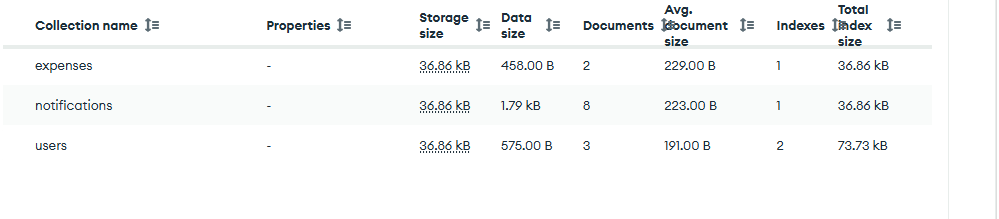 Collection name Properties Storage size Data size Documents Avg. document size Indexes Total index size
expenses - 36.86 kB 458.00 B 2 229.00 B 1 36.86 kB
notifications - 36.86 kB 1.79 kB 8 223.00 B 1 36.86 kB
users - 36.86 kB 575.00 B 3 191.00 B 2 73.73 kB